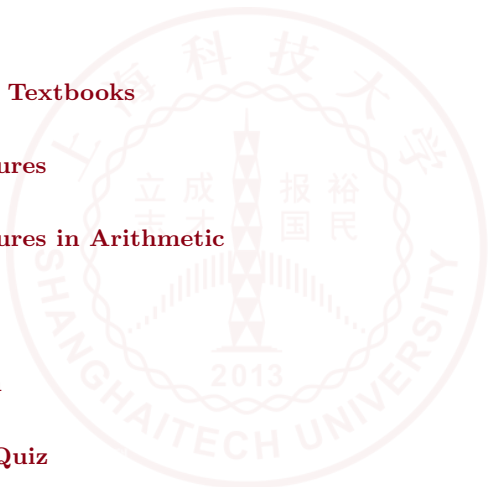 Textbooks
ures
ures in Arithmetic
Quiz
上海科技大学
立成 报裕
志才 国民
2013
SHANGHAITECH UNIVERSITY